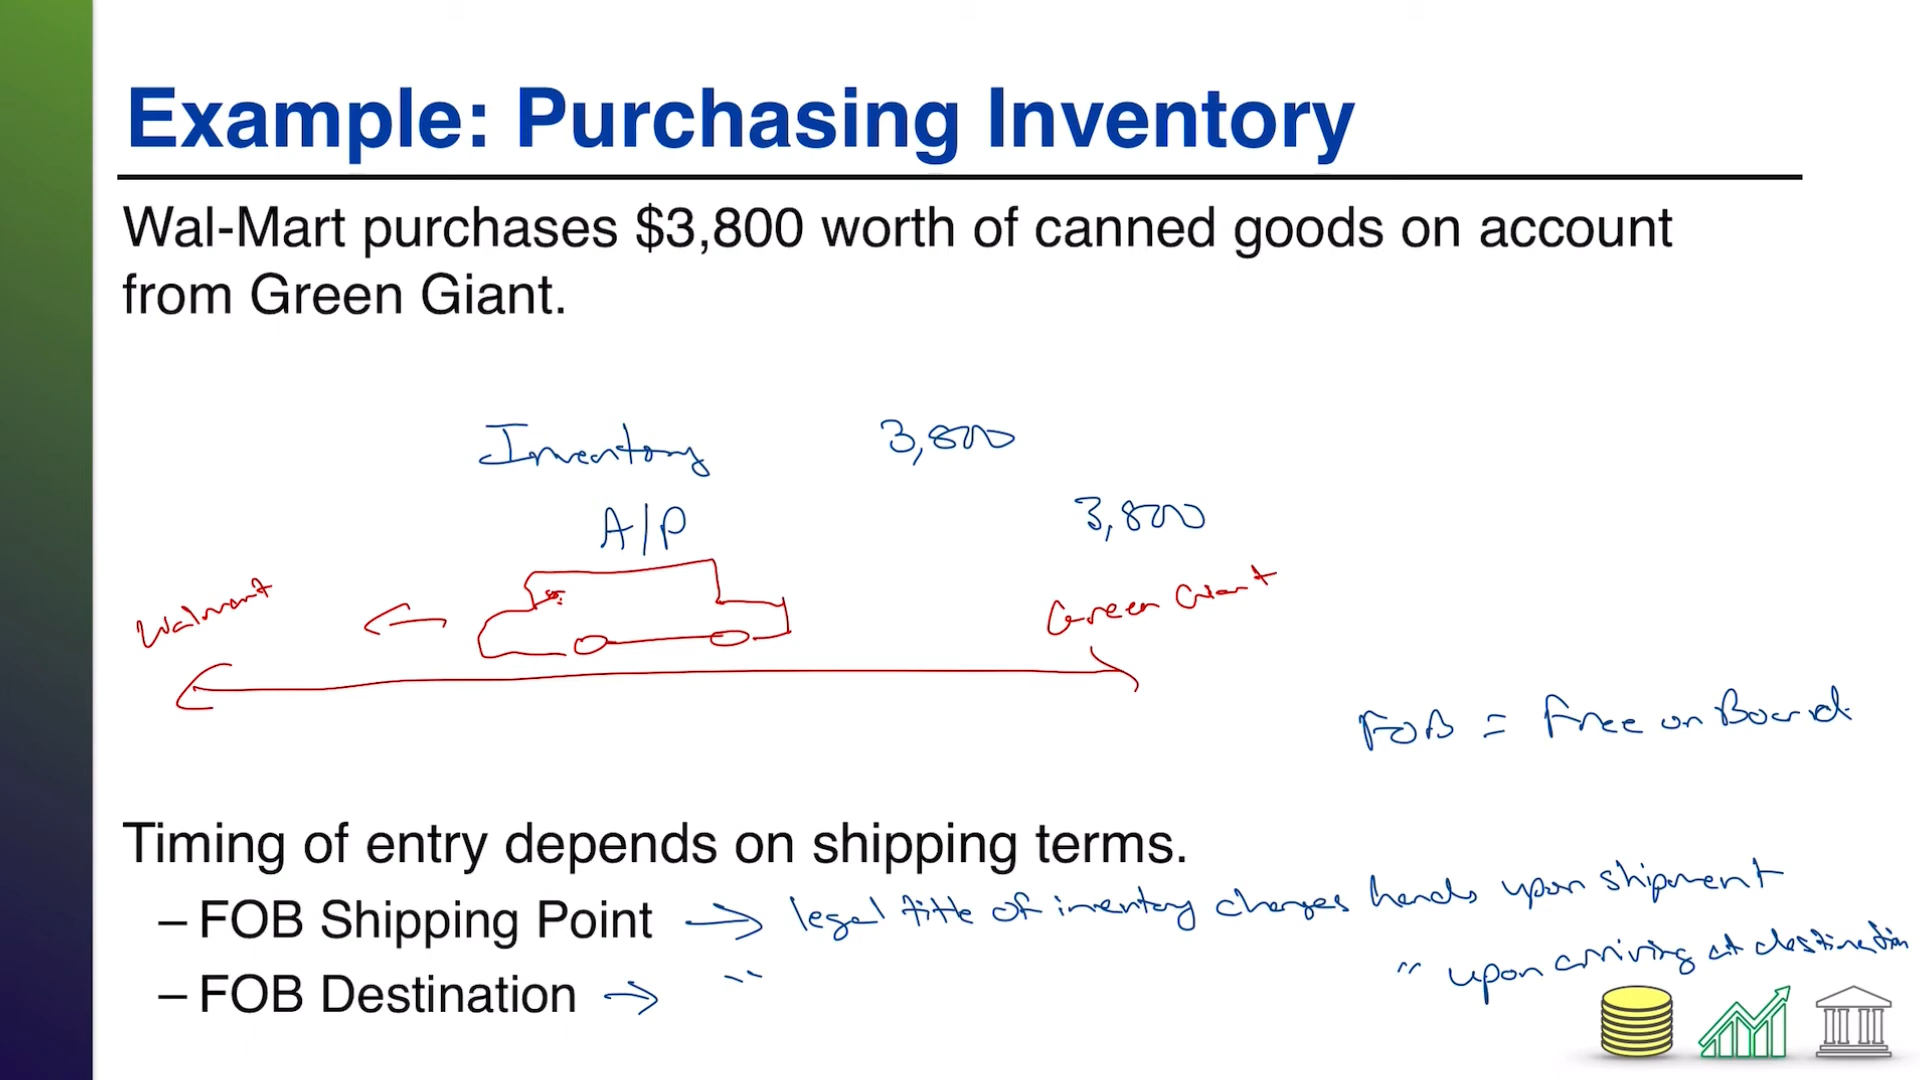 Example: Purchasing Inventory
Wal-Mart purchases $3,800 worth of canned goods on account
from Green Giant.
Inventory 3,800
A/P 3,800
Walmart Green Giant
FOB = Free on Board
Timing of entry depends on shipping terms.
– FOB Shipping Point → legal title of inventory changes hands upon shipment
– FOB Destination → " " upon arriving at destination